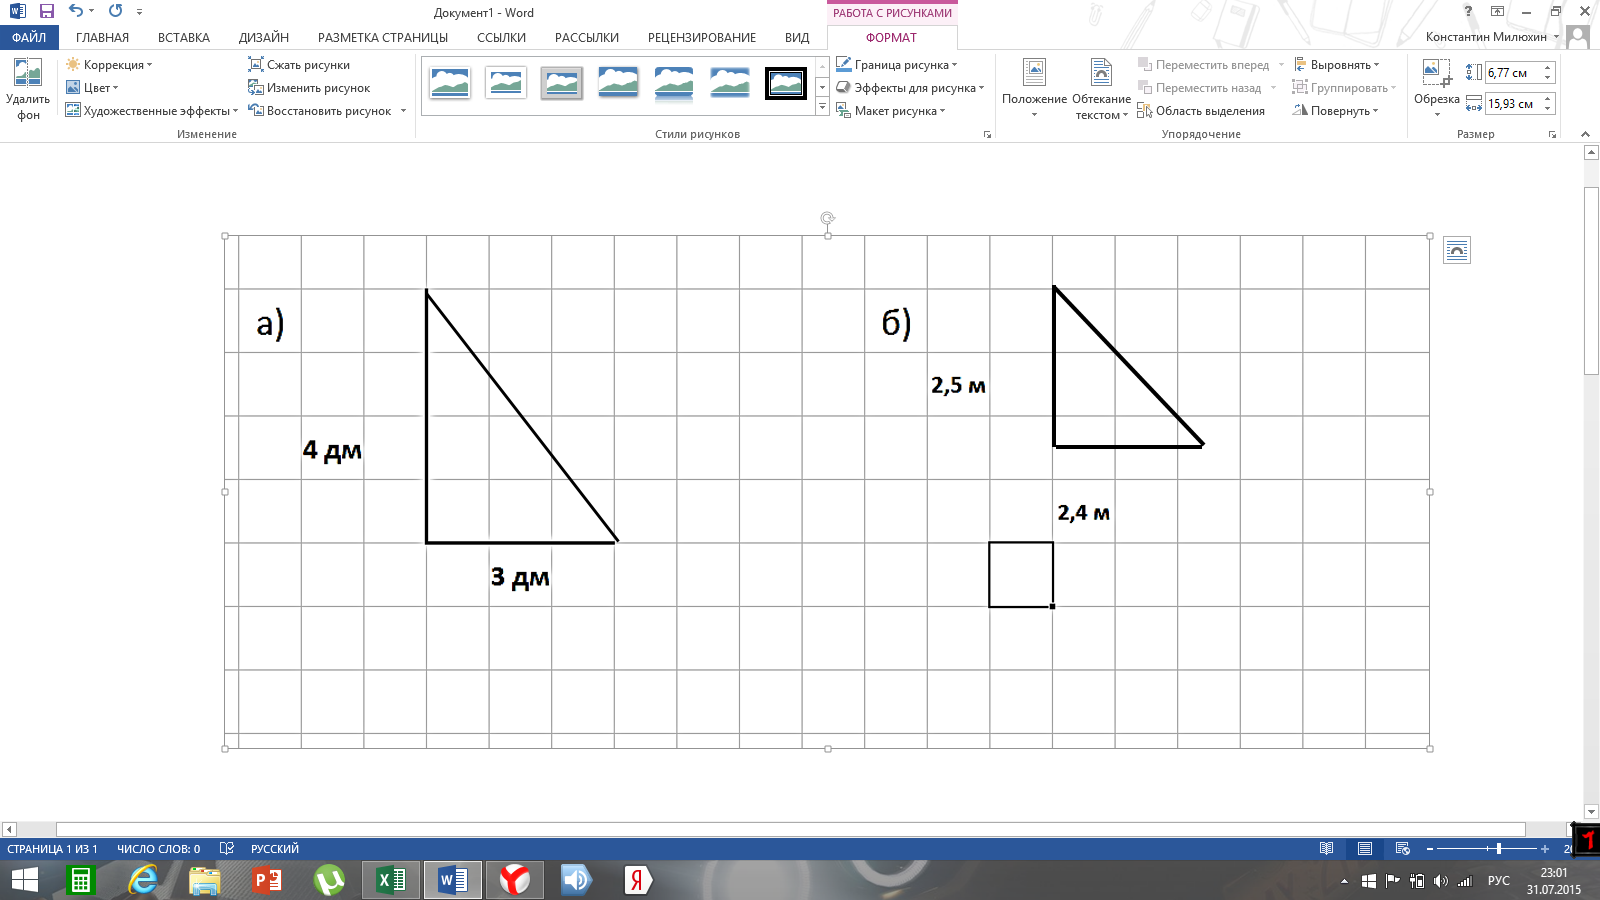 Документ1 - Word
РАБОТА С РИСУНКАМИ
ФАЙЛ ГЛАВНАЯ ВСТАВКА ДИЗАЙН РАЗМЕТКА СТРАНИЦЫ ССЫЛКИ РАССЫЛКИ РЕЦЕНЗИРОВАНИЕ ВИД ФОРМАТ
Константин Милюхин
Удалить
фон
Коррекция
Цвет
Художественные эффекты
Сжать рисунки
Изменить рисунок
Восстановить рисунок
Изменение
Стили рисунков
Граница рисунка
Эффекты для рисунка
Макет рисунка
Положение
Обтекание
текстом
Переместить вперед
Переместить назад
Область выделения
Выровнять
Группировать
Повернуть
Упорядочение
Обрезка
6,77 см
15,93 см
Размер
а)
4 дм
3 дм
б)
2,5 м
2,4 м
СТРАНИЦА 1 ИЗ 1 ЧИСЛО СЛОВ: 0 РУССКИЙ
РУС
23:01
31.07.2015